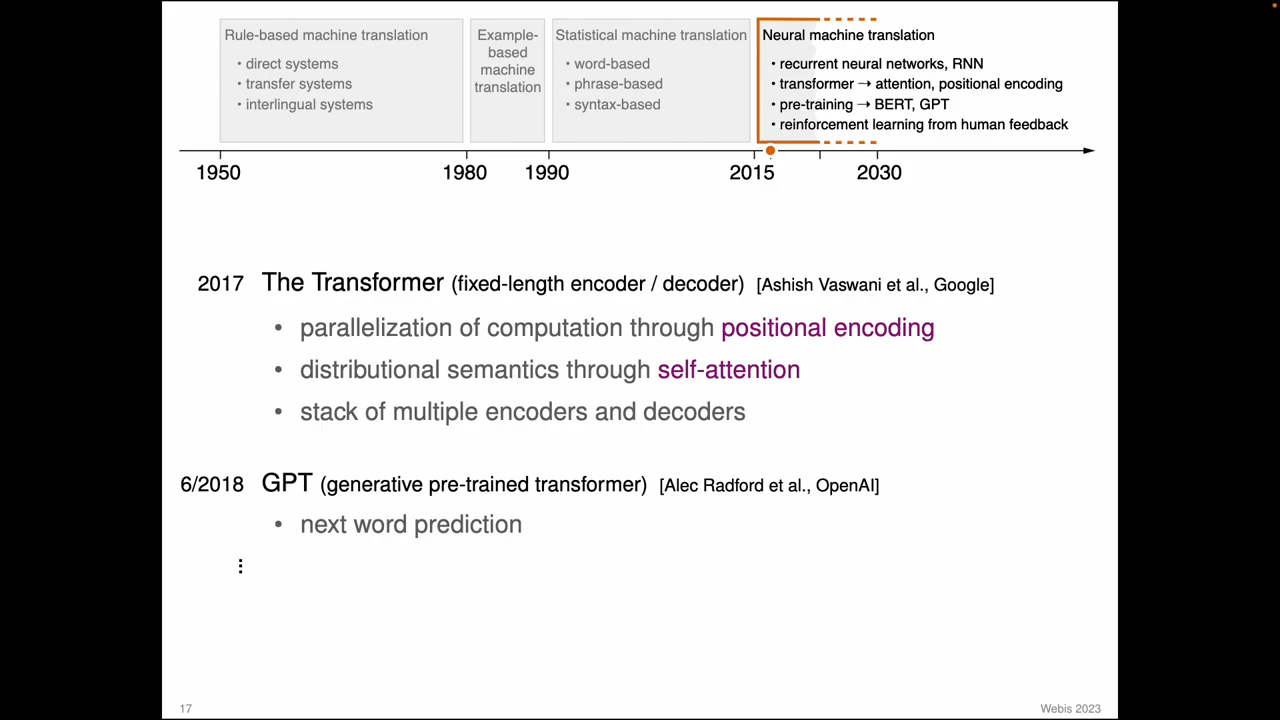 Rule-based machine translation
• direct systems
• transfer systems
• interlingual systems
Example-
based
machine
translation
Statistical machine translation
• word-based
• phrase-based
• syntax-based
Neural machine translation
• recurrent neural networks, RNN
• transformer → attention, positional encoding
• pre-training → BERT, GPT
• reinforcement learning from human feedback
1950 1980 1990 2015 2030
2017 The Transformer (fixed-length encoder / decoder) [Ashish Vaswani et al., Google]
• parallelization of computation through positional encoding
• distributional semantics through self-attention
• stack of multiple encoders and decoders
6/2018 GPT (generative pre-trained transformer) [Alec Radford et al., OpenAI]
• next word prediction
⋮
17 Webis 2023